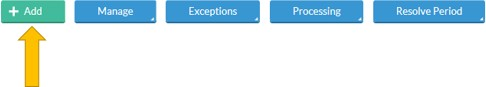 + Add Manage Exceptions Processing Resolve Period